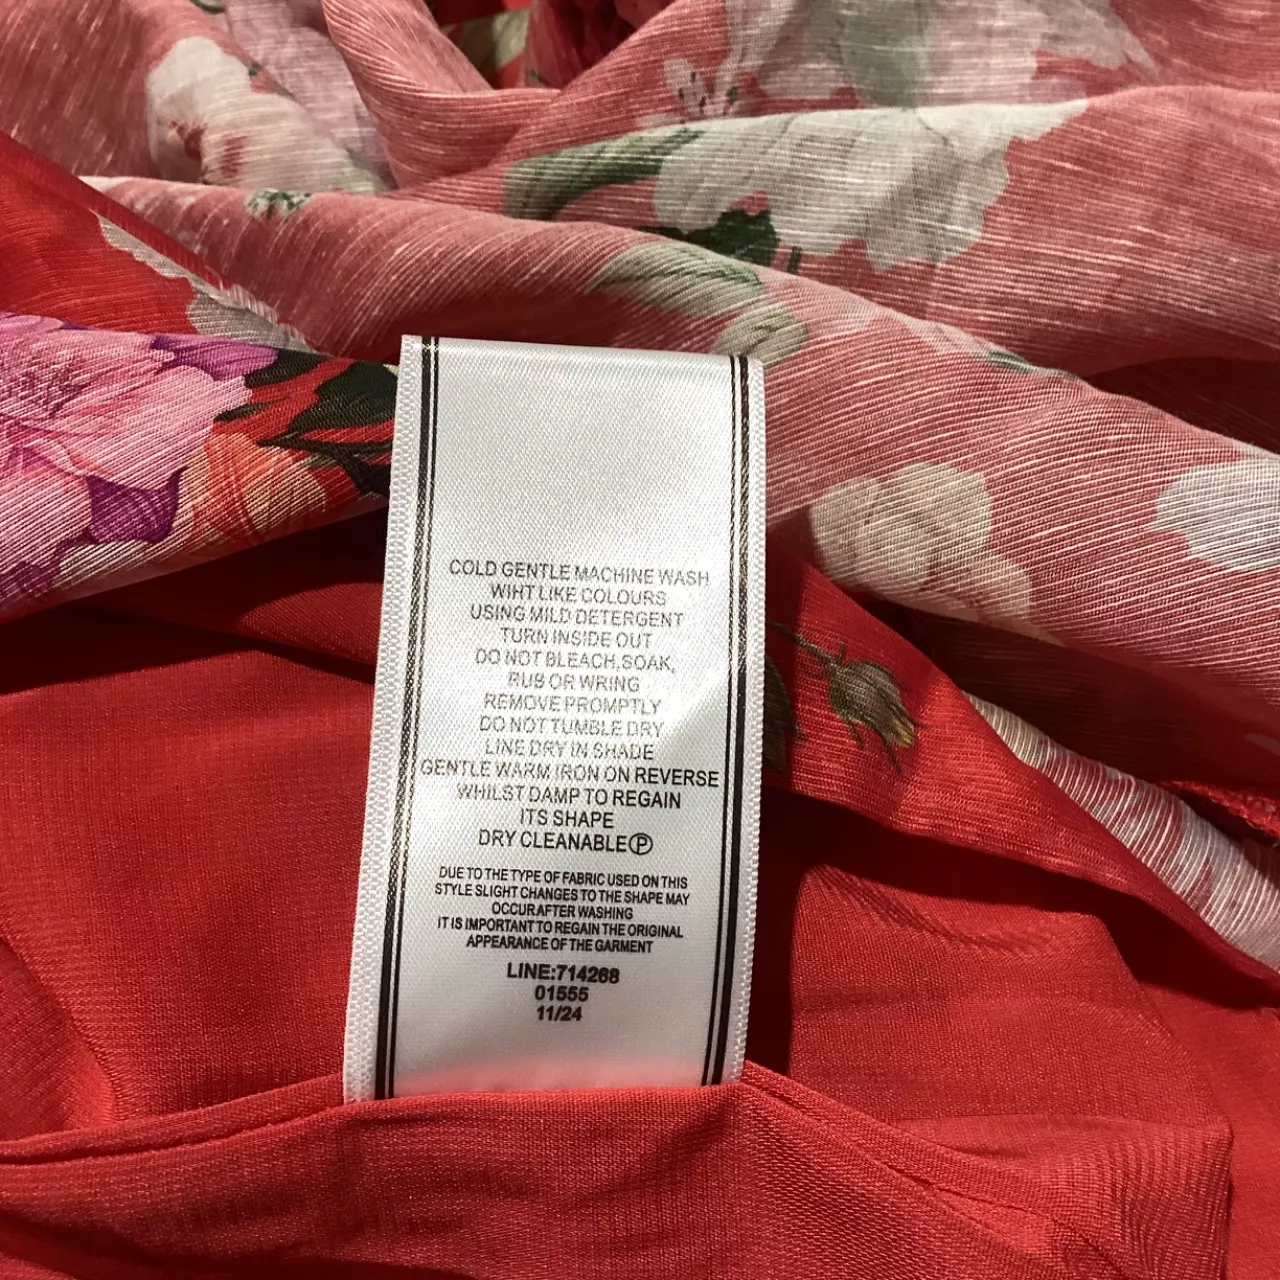 COLD GENTLE MACHINE WASH
WIHT LIKE COLOURS
USING MILD DETERGENT
TURN INSIDE OUT
DO NOT BLEACH,SOAK,
RUB OR WRING
REMOVE PROMPTLY
DO NOT TUMBLE DRY
LINE DRY IN SHADE
GENTLE WARM IRON ON REVERSE
WHILST DAMP TO REGAIN
ITS SHAPE
DRY CLEANABLE Ⓟ
DUE TO THE TYPE OF FABRIC USED ON THIS
STYLE SLIGHT CHANGES TO THE SHAPE MAY
OCCUR AFTER WASHING
IT IS IMPORTANT TO REGAIN THE ORIGINAL
APPEARANCE OF THE GARMENT
LINE:714268
01555
11/24